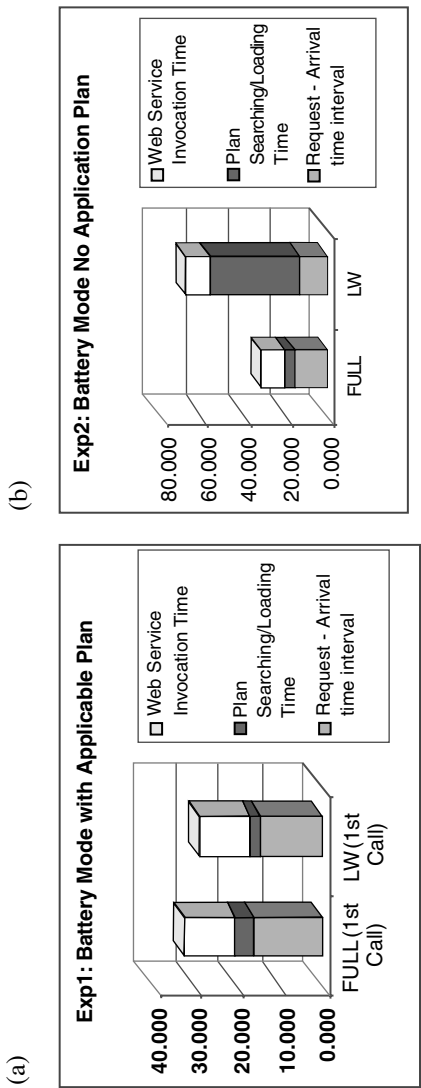 (a)
Exp1: Battery Mode with Applicable Plan
40.000
30.000
20.000
10.000
0.000
FULL(1st
Call)
LW(1st
Call)
Web Service
Invocation Time
Plan
Searching/Loading
Time
Request - Arrival
time interval
(b)
Exp2: Battery Mode No Application Plan
80.000
60.000
40.000
20.000
0.000
FULL
LW
Web Service
Invocation Time
Plan
Searching/Loading
Time
Request - Arrival
time interval